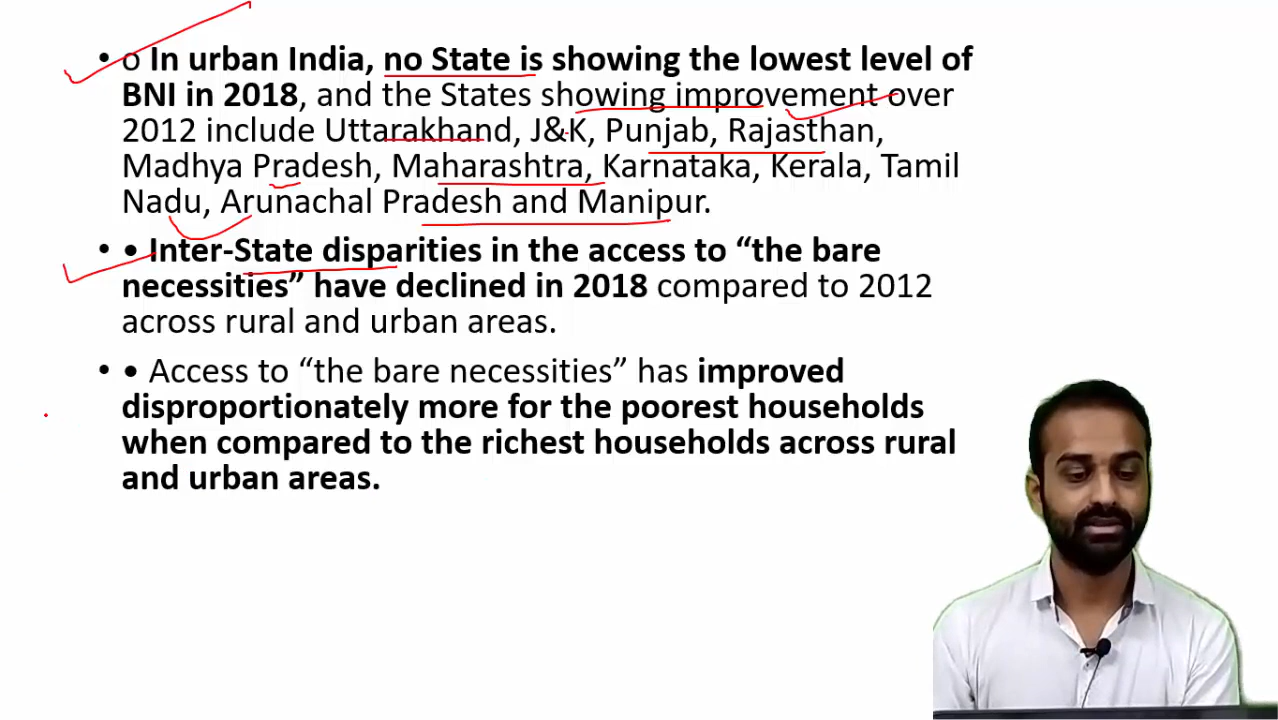 • o In urban India, no State is showing the lowest level of
BNI in 2018, and the States showing improvement over
2012 include Uttarakhand, J&K, Punjab, Rajasthan,
Madhya Pradesh, Maharashtra, Karnataka, Kerala, Tamil
Nadu, Arunachal Pradesh and Manipur.
• • Inter-State disparities in the access to “the bare
necessities” have declined in 2018 compared to 2012
across rural and urban areas.
• • Access to “the bare necessities” has improved
disproportionately more for the poorest households
when compared to the richest households across rural
and urban areas.